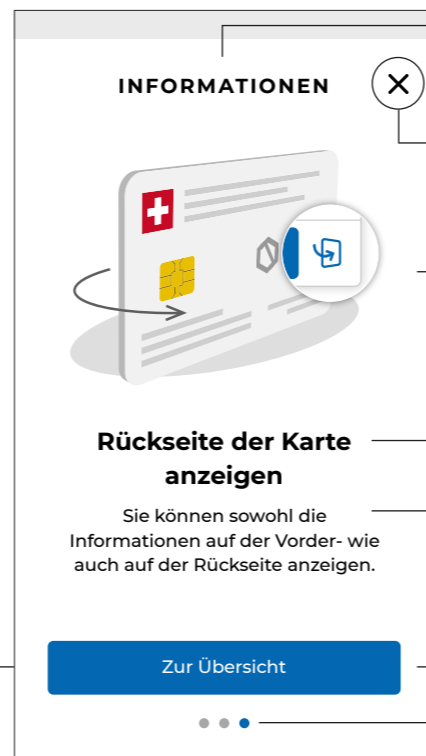 INFORMATIONEN
Rückseite der Karte
anzeigen
Sie können sowohl die
Informationen auf der Vorder- wie
auch auf der Rückseite anzeigen.
Zur Übersicht